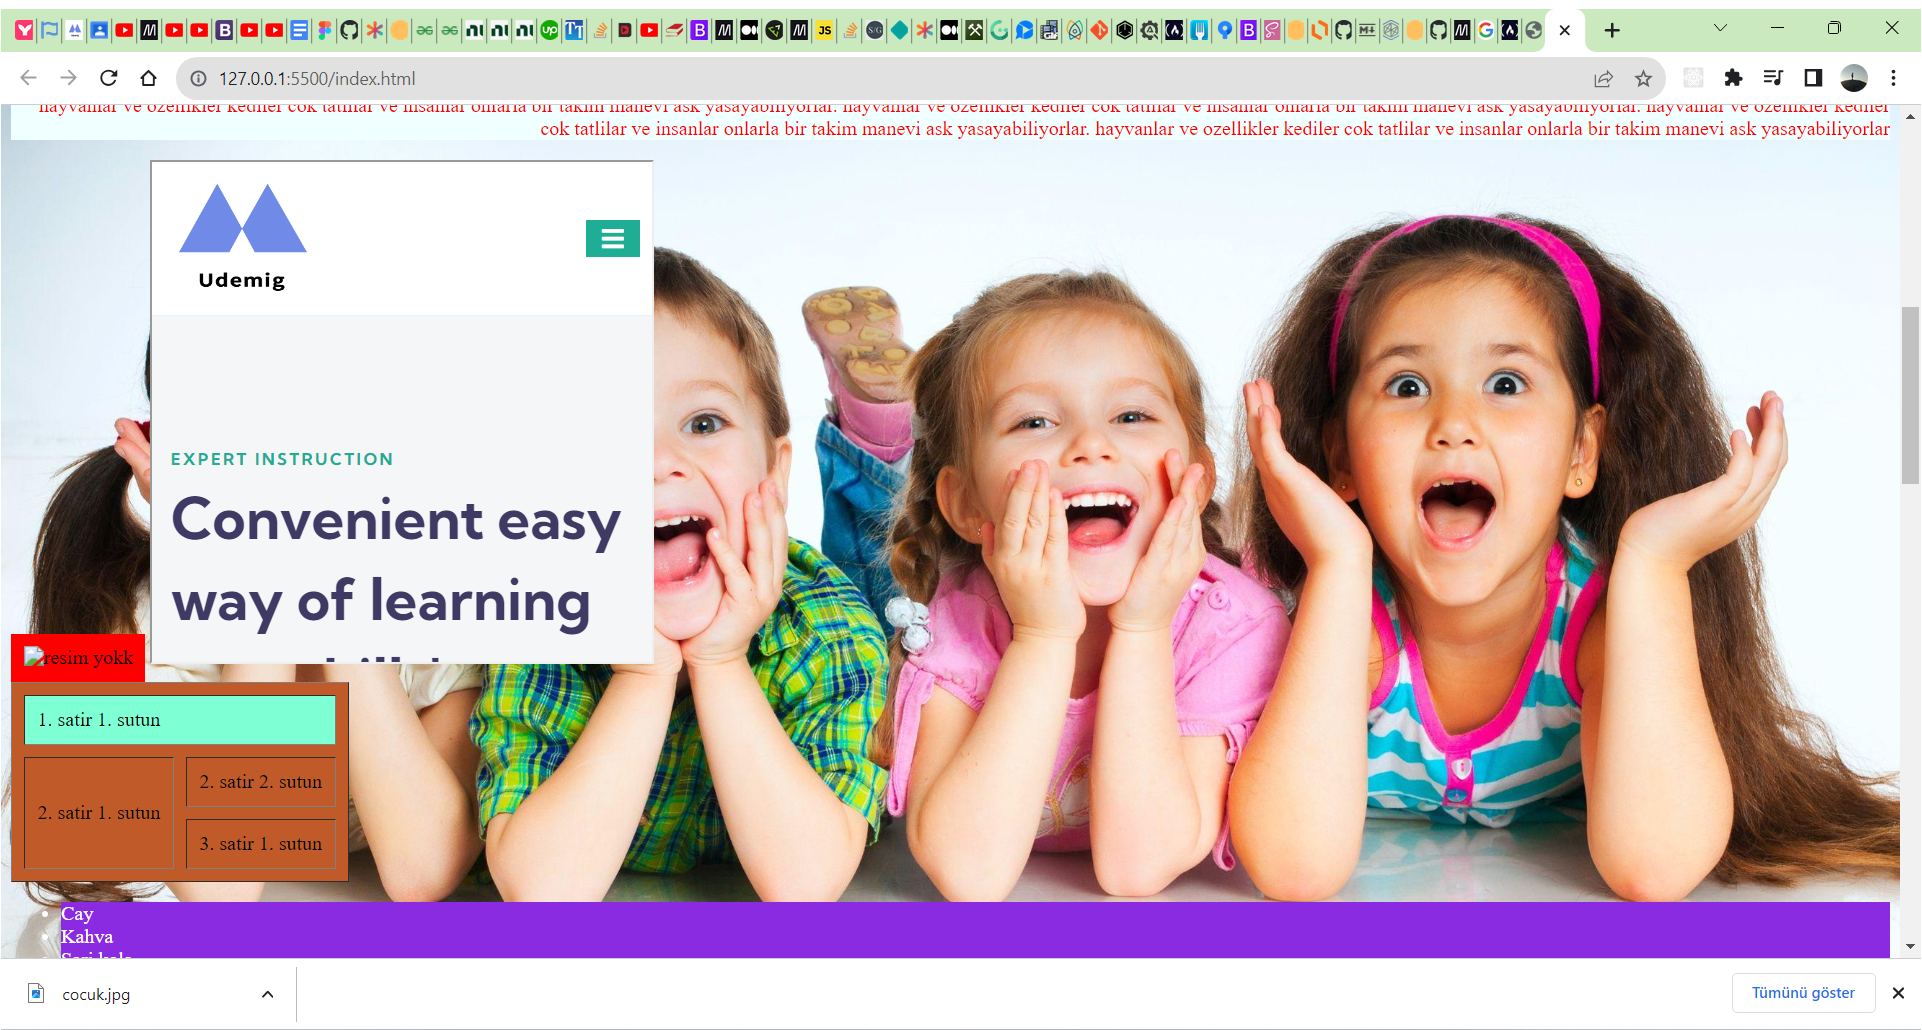 127.0.0.1:5500/index.html
hayvanlar ve ozellikler kediler cok tatlilar ve insanlar onlarla bir takim manevi ask yasayabiliyorlar. hayvanlar ve ozellikler kediler cok tatlilar ve insanlar onlarla bir takim manevi ask yasayabiliyorlar. hayvanlar ve ozellikler kediler
cok tatlilar ve insanlar onlarla bir takim manevi ask yasayabiliyorlar. hayvanlar ve ozellikler kediler cok tatlilar ve insanlar onlarla bir takim manevi ask yasayabiliyorlar
Udemig
EXPERT INSTRUCTION
Convenient easy
way of learning
resim yokk
1. satir 1. sutun
2. satir 1. sutun
2. satir 2. sutun
3. satir 1. sutun
Cay
Kahva
cocuk.jpg
Tümünü göster